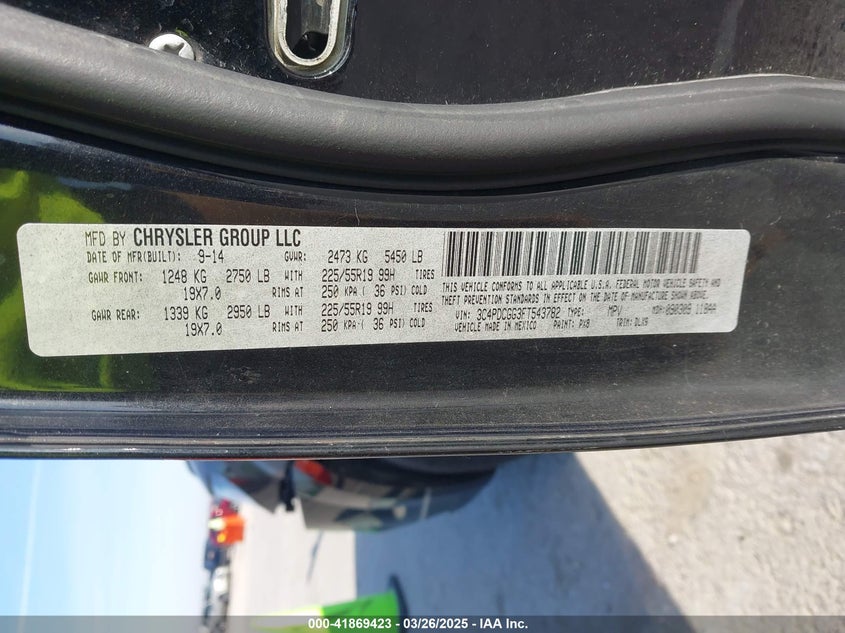 MFD BY CHRYSLER GROUP LLC
DATE OF MFR(BUILT): 9-14 GVWR: 2473 KG 5450 LB
GAWR FRONT: 1248 KG 2750 LB WITH 225/55R19 99H TIRES
19X7.0 RIMS AT 250 KPA ( 36 PSI) COLD
GAWR REAR: 1339 KG 2950 LB WITH 225/55R19 99H TIRES
19X7.0 RIMS AT 250 KPA ( 36 PSI) COLD
THIS VEHICLE CONFORMS TO ALL APPLICABLE U.S.A. FEDERAL MOTOR VEHICLE SAFETY AND
THEFT PREVENTION STANDARDS IN EFFECT ON THE DATE OF MANUFACTURE SHOWN ABOVE.
VIN: 3C4PDCGG3FT543782 TYPE: MPV MDH: 090305 118AA
VEHICLE MADE IN MEXICO PAINT: PX8 TRIM: DLX9
000-41869423 - 03/26/2025 - IAA Inc.